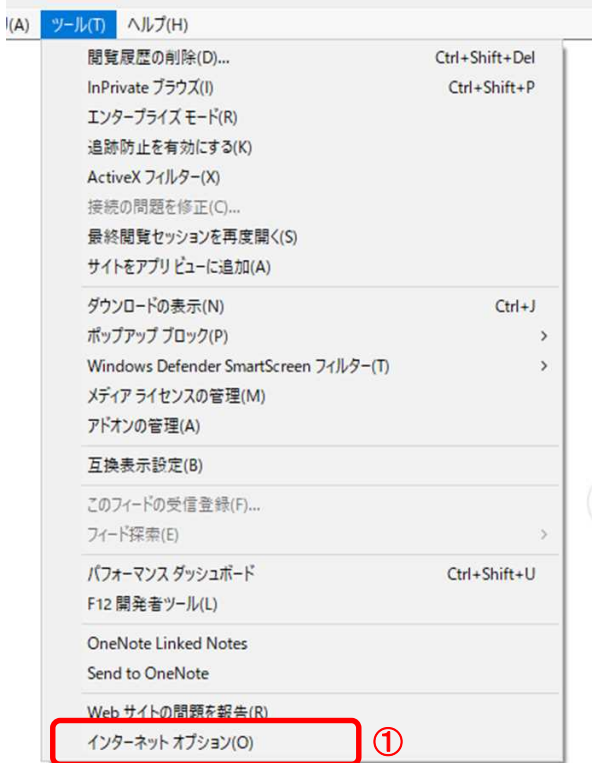 (A) ツール(T) ヘルプ(H)
閲覧履歴の削除(D)... Ctrl+Shift+Del
InPrivate ブラウズ(I) Ctrl+Shift+P
エンタープライズ モード(R)
追跡防止を有効にする(K)
ActiveX フィルター(X)
接続の問題を修正(C)...
最終閲覧セッションを再度開く(S)
サイトをアプリ ビューに追加(A)
ダウンロードの表示(N) Ctrl+J
ポップアップ ブロック(P) >
Windows Defender SmartScreen フィルター(T) >
メディア ライセンスの管理(M)
アドオンの管理(A)
互換表示設定(B)
このフィードの受信登録(F)...
フィード探索(E) >
パフォーマンス ダッシュボード Ctrl+Shift+U
F12 開発者ツール(L)
OneNote Linked Notes
Send to OneNote
Web サイトの問題を報告(R)
インターネット オプション(O) ①